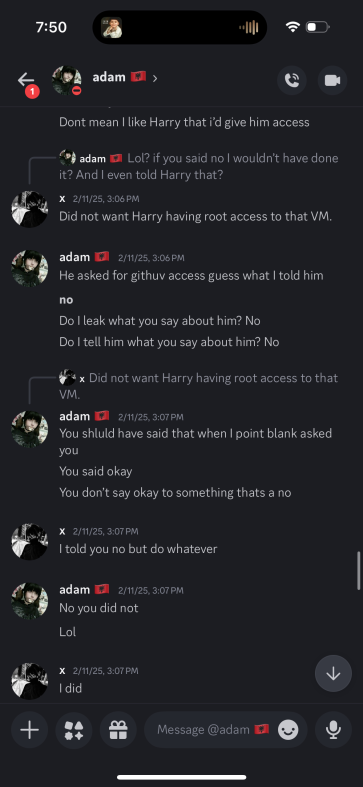 7:50
1
adam
Dont mean I like Harry that i'd give him access
adam Lol? if you said no I wouldn't have done
it? And I even told Harry that?
x 2/11/25, 3:06 PM
Did not want Harry having root access to that VM.
adam 2/11/25, 3:06 PM
He asked for githuv access guess what I told him
no
Do I leak what you say about him? No
Do I tell him what you say about him? No
x Did not want Harry having root access to that
VM.
adam 2/11/25, 3:07 PM
You shluld have said that when I point blank asked
you
You said okay
You don't say okay to something thats a no
x 2/11/25, 3:07 PM
I told you no but do whatever
adam 2/11/25, 3:07 PM
No you did not
Lol
x 2/11/25, 3:07 PM
I did
Message @adam